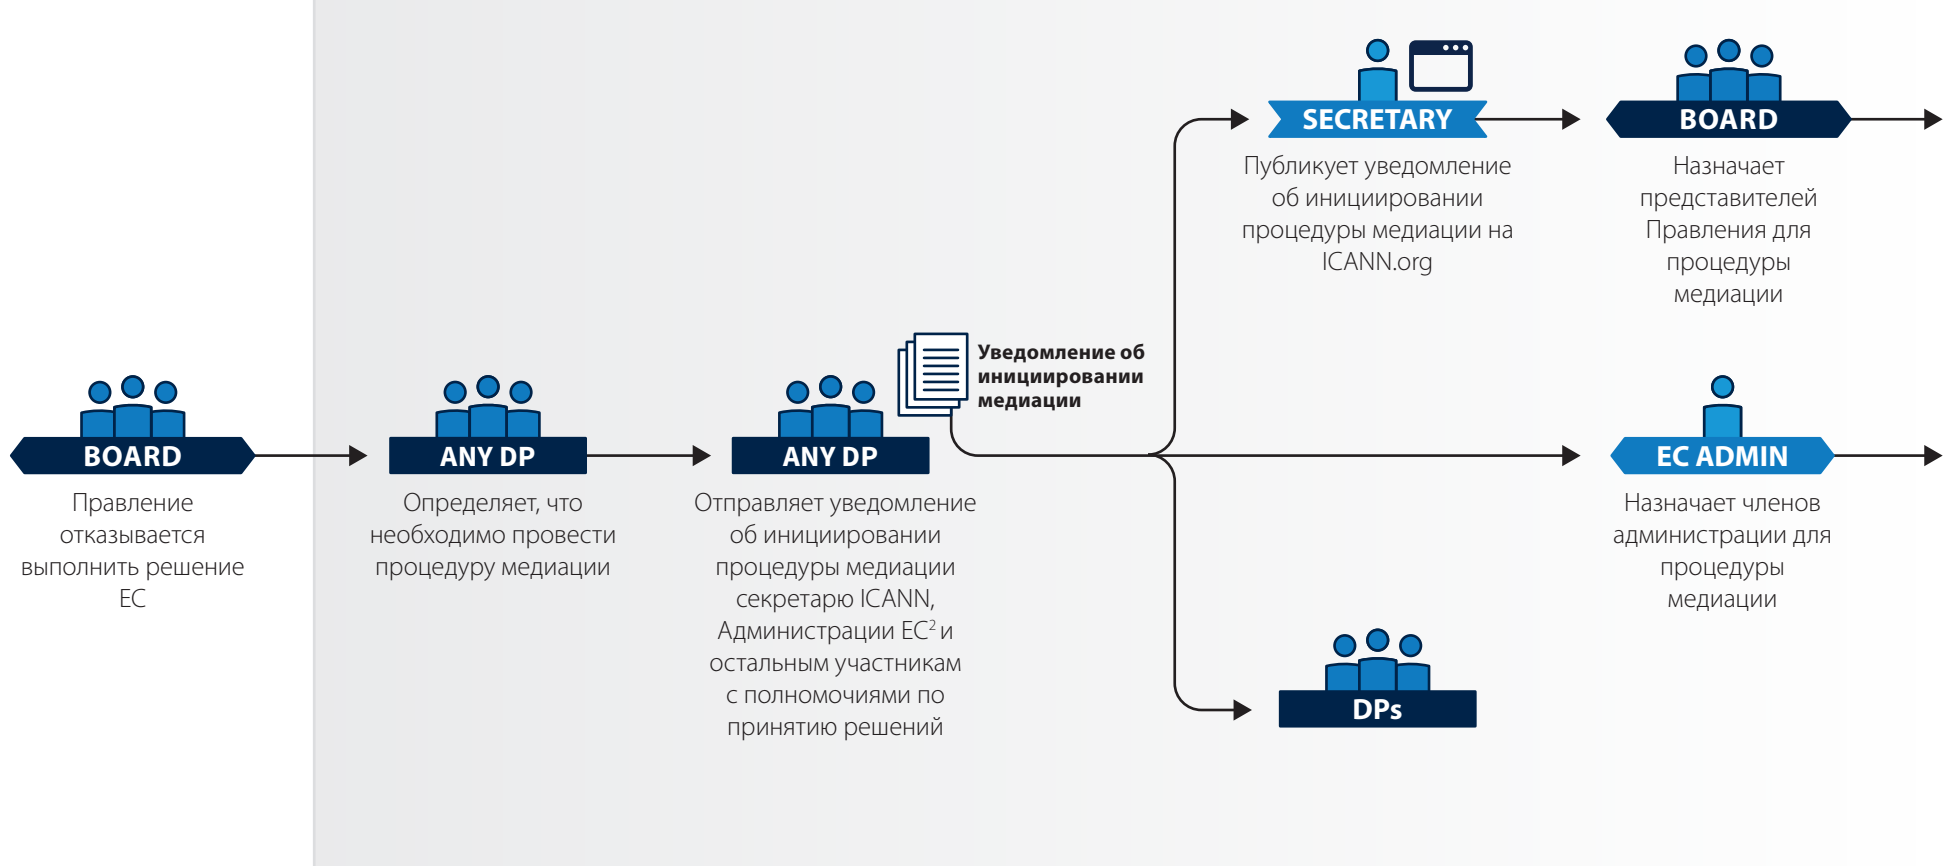 BOARD
Правление
отказывается
выполнить решение
EC
ANY DP
Определяет, что
необходимо провести
процедуру медиации
ANY DP
Отправляет уведомление
об инициировании
процедуры медиации
секретарю ICANN,
Администрации EC²и
остальным участникам
с полномочиями по
принятию решений
Уведомление об
инициировании
медиации
SECRETARY
Публикует уведомление
об инициировании
процедуры медиации на
ICANN.org
BOARD
Назначает
представителей
Правления для
процедуры
медиации
EC ADMIN
Назначает членов
администрации для
процедуры
медиации
DPs